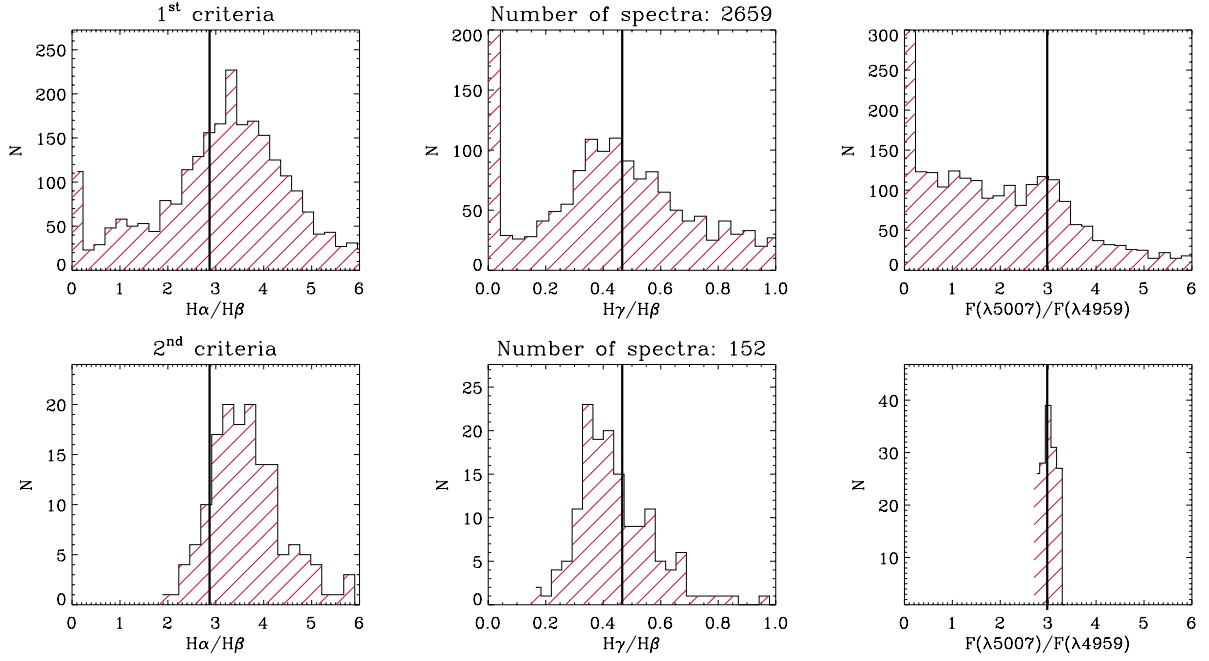 1st criteria
Number of spectra: 2659
250
200
150
100
50
0
N
0 1 2 3 4 5 6
Hα/Hβ
200
150
100
50
0
N
0.0 0.2 0.4 0.6 0.8 1.0
Hγ/Hβ
300
250
200
150
100
50
0
N
0 1 2 3 4 5 6
F(λ5007)/F(λ4959)
2nd criteria
Number of spectra: 152
20
15
10
5
0
N
0 1 2 3 4 5 6
Hα/Hβ
25
20
15
10
5
0
N
0.0 0.2 0.4 0.6 0.8 1.0
Hγ/Hβ
40
30
20
10
N
0 1 2 3 4 5 6
F(λ5007)/F(λ4959)